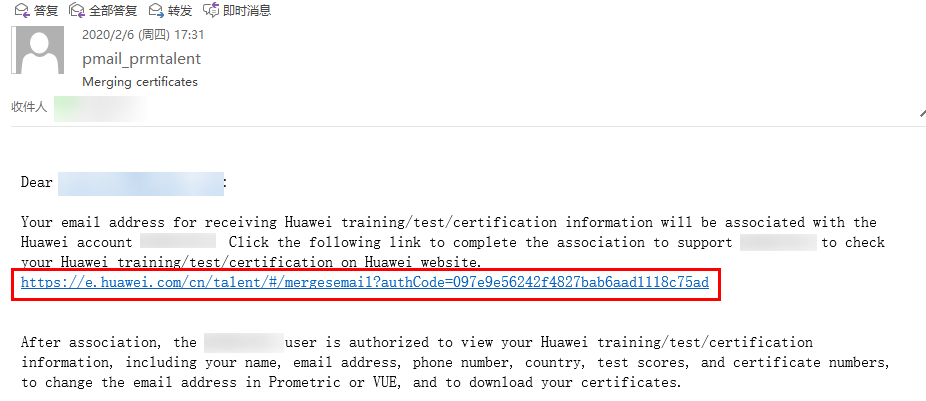 答复 全部答复 转发 即时消息
2020/2/6 (周四) 17:31
pmail_prmtalent
Merging certificates
收件人
Dear :
Your email address for receiving Huawei training/test/certification information will be associated with the
Huawei account Click the following link to complete the association to support to check
your Huawei training/test/certification on Huawei website.
https://e.huawei.com/cn/talent/#/mergesemail?authCode=097e9e56242f4827bab6aad1118c75ad
After association, the user is authorized to view your Huawei training/test/certification
information, including your name, email address, phone number, country, test scores, and certificate numbers,
to change the email address in Prometric or VUE, and to download your certificates.